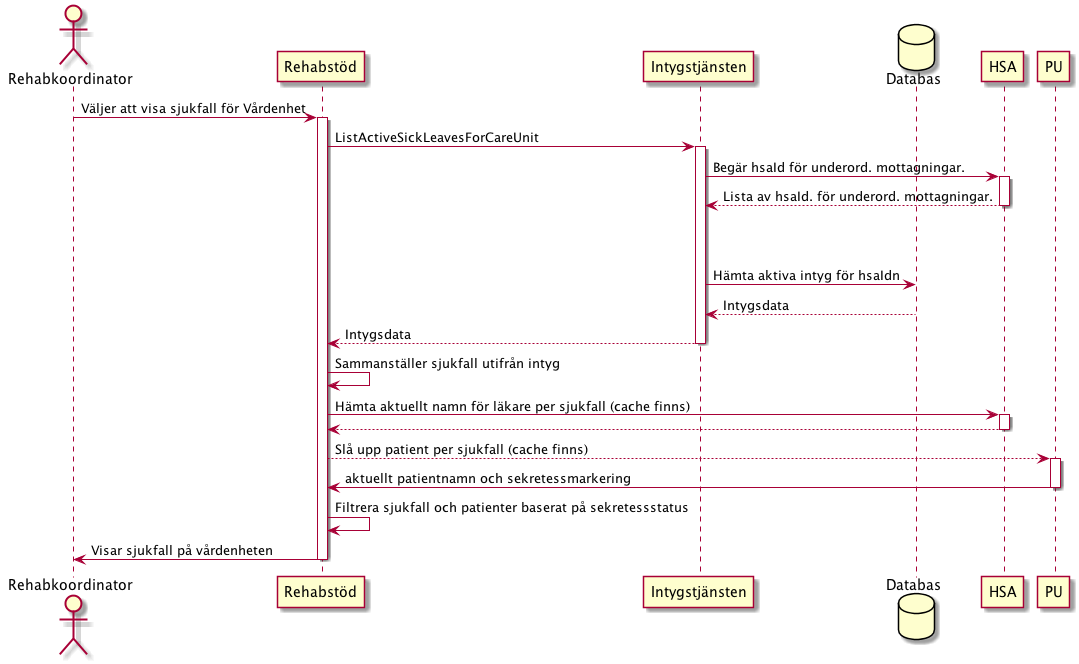 Rehabkoordinator
Rehabstöd
Intygstjänsten
Databas
HSA
PU
Väljer att visa sjukfall för Vårdenhet
ListActiveSickLeavesForCareUnit
Begär hsaId för underord. mottagningar.
Lista av hsaId. för underord. mottagningar.
Hämta aktiva intyg för hsaIdn
Intygsdata
Intygsdata
Sammanställer sjukfall utifrån intyg
Hämta aktuellt namn för läkare per sjukfall (cache finns)
Slå upp patient per sjukfall (cache finns)
aktuellt patientnamn och sekretessmarkering
Filtrera sjukfall och patienter baserat på sekretessstatus
Visar sjukfall på vårdenheten
Rehabkoordinator
Rehabstöd
Intygstjänsten
Databas
HSA
PU